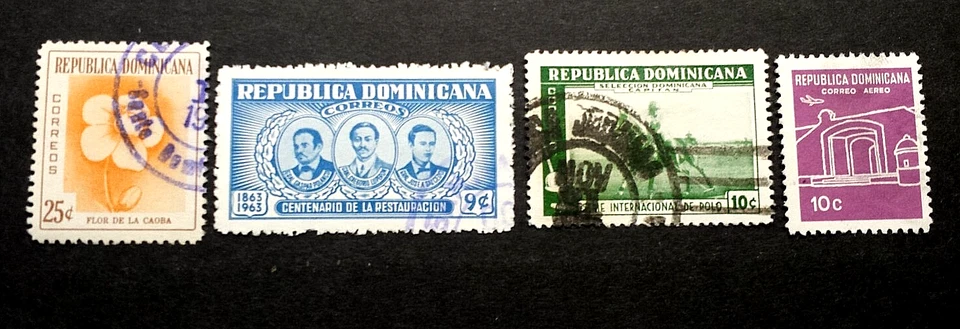 REPUBLICA DOMINICANA
CORREOS
25¢
FLOR DE LA CAOBA
REPUBLICA DOMINICANA
CORREOS
1863
1963
CENTENARIO DE LA RESTAURACION
9¢
REPUBLICA DOMINICANA
SELECCION DOMINICANA
CAPITAN
INTERNACIONAL DE POLO
10¢
REPUBLICA DOMINICANA
CORREO AEREO
10c